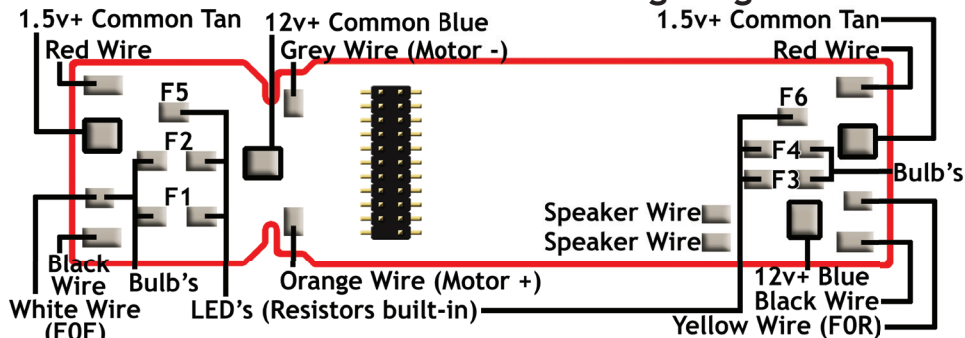 1.5v+ Common Tan
12v+ Common Blue
1.5v+ Common Tan
Red Wire
Grey Wire (Motor -)
Red Wire
F5
F6
F2
F4
Bulb's
F1
F3
Speaker Wire
Speaker Wire
Black
Wire
Bulb's
Orange Wire (Motor +)
12v+ Blue
White Wire
(F0F)
LED's (Resistors built-in)
Black Wire
Yellow Wire (F0R)